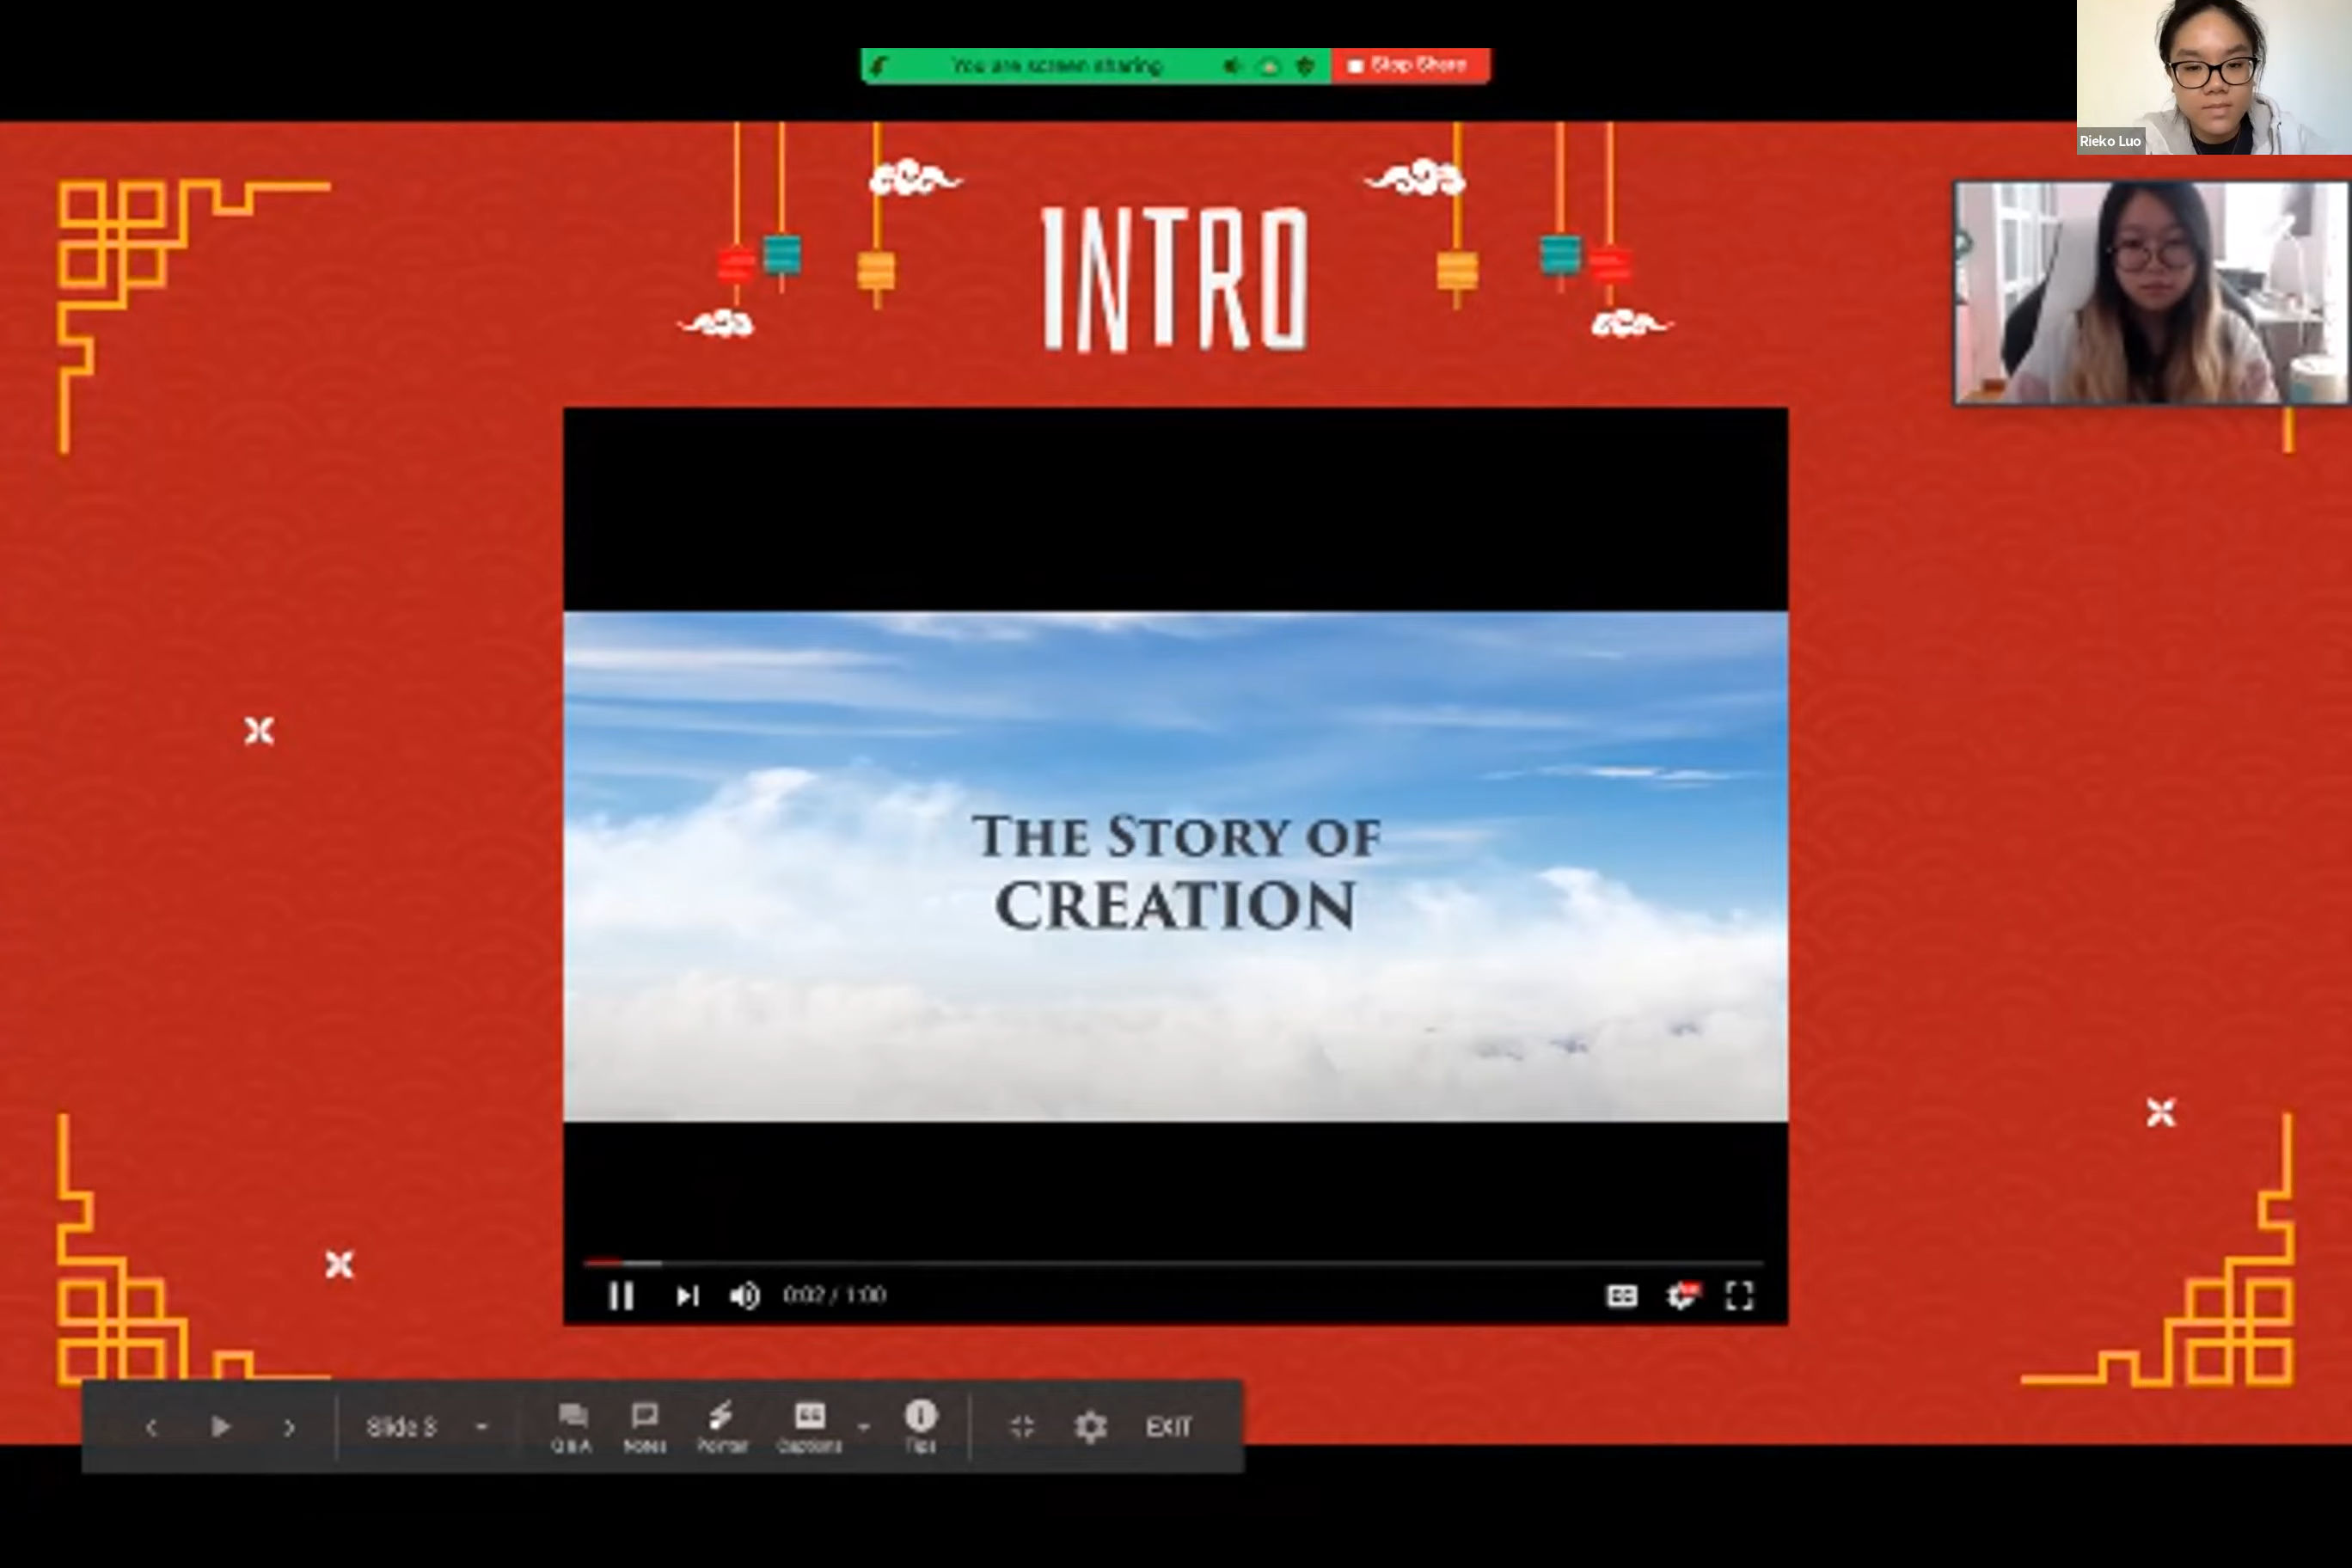 You are screen sharing
Stop Share
Rieko Luo
INTRO
THE STORY OF
CREATION
0:02 / 1:00
Slide 3
Q&A
Notes
Pointer
Captions
Tips
EXIT